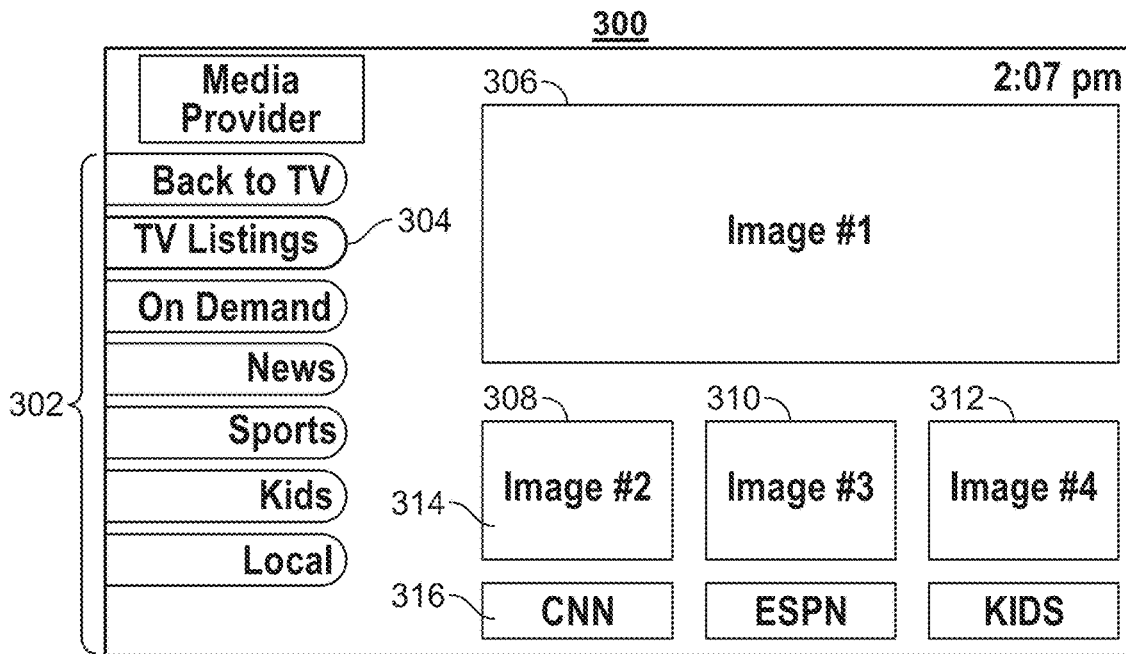 300
Media
Provider
2:07 pm
306
Back to TV
TV Listings
304
Image #1
On Demand
News
302
Sports
308
310
312
Kids
Image #2
Image #3
Image #4
314
Local
316
CNN
ESPN
KIDS